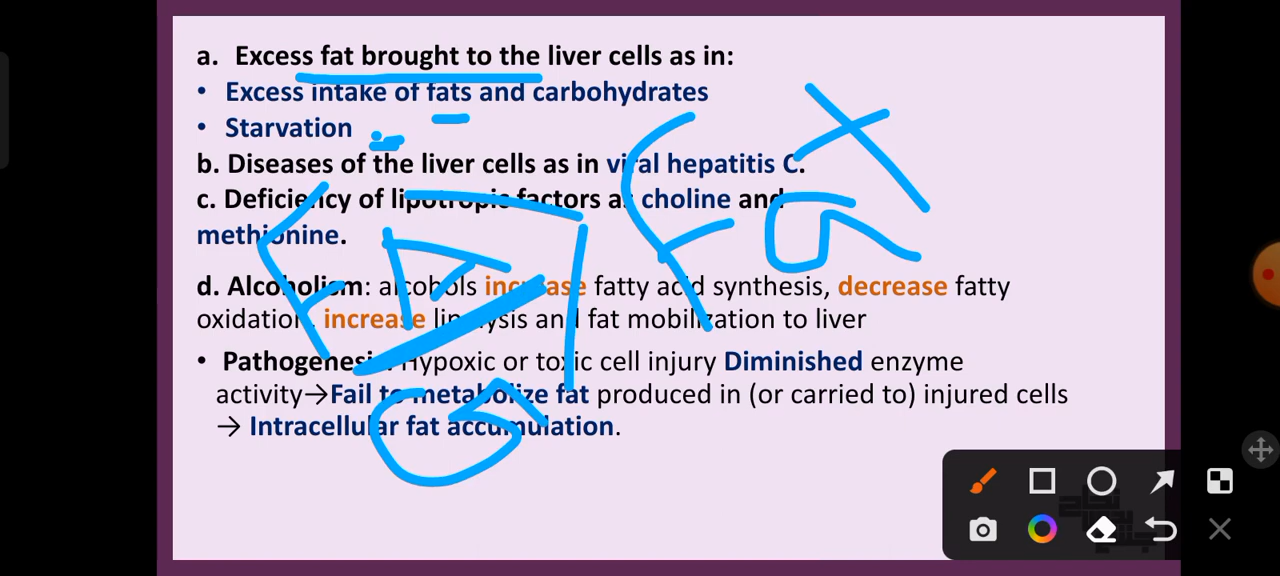 a. Excess fat brought to the liver cells as in:
• Excess intake of fats and carbohydrates
• Starvation
b. Diseases of the liver cells as in viral hepatitis C.
c. Deficiency of lipotropic factors as choline and
methionine.
d. Alcoholism: alcohols increase fatty acid synthesis, decrease fatty
oxidation, increase lipolysis and fat mobilization to liver
• Pathogenesis: Hypoxic or toxic cell injury Diminished enzyme
activity→Fail to metabolize fat produced in (or carried to) injured cells
→ Intracellular fat accumulation.
Fat
FAT